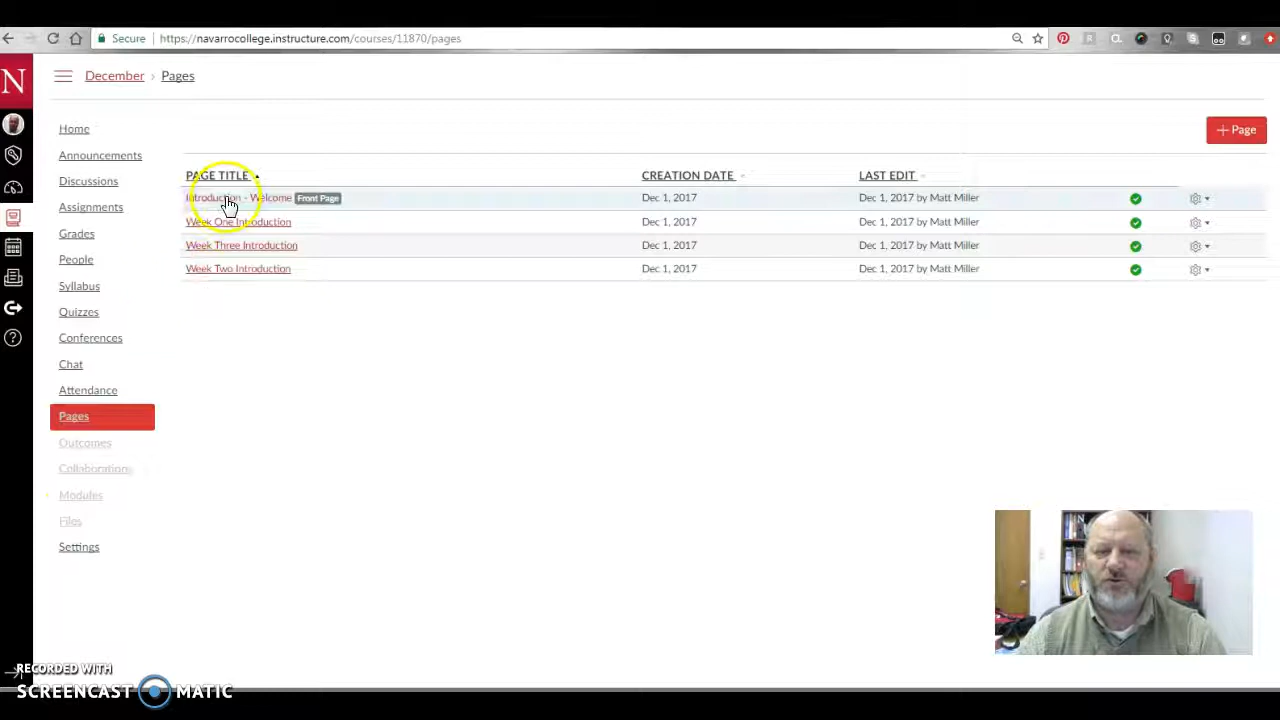 Secure https://navarrocollege.instructure.com/courses/11870/pages
N
December > Pages
Home
Announcements
Discussions
Assignments
Grades
People
Syllabus
Quizzes
Conferences
Chat
Attendance
Pages
Outcomes
Collaborations
Modules
Files
Settings
+ Page
PAGE TITLE CREATION DATE LAST EDIT
Introduction - Welcome Front Page Dec 1, 2017 Dec 1, 2017 by Matt Miller
Week One Introduction Dec 1, 2017 Dec 1, 2017 by Matt Miller
Week Three Introduction Dec 1, 2017 Dec 1, 2017 by Matt Miller
Week Two Introduction Dec 1, 2017 Dec 1, 2017 by Matt Miller
RECORDED WITH
SCREENCAST MATIC